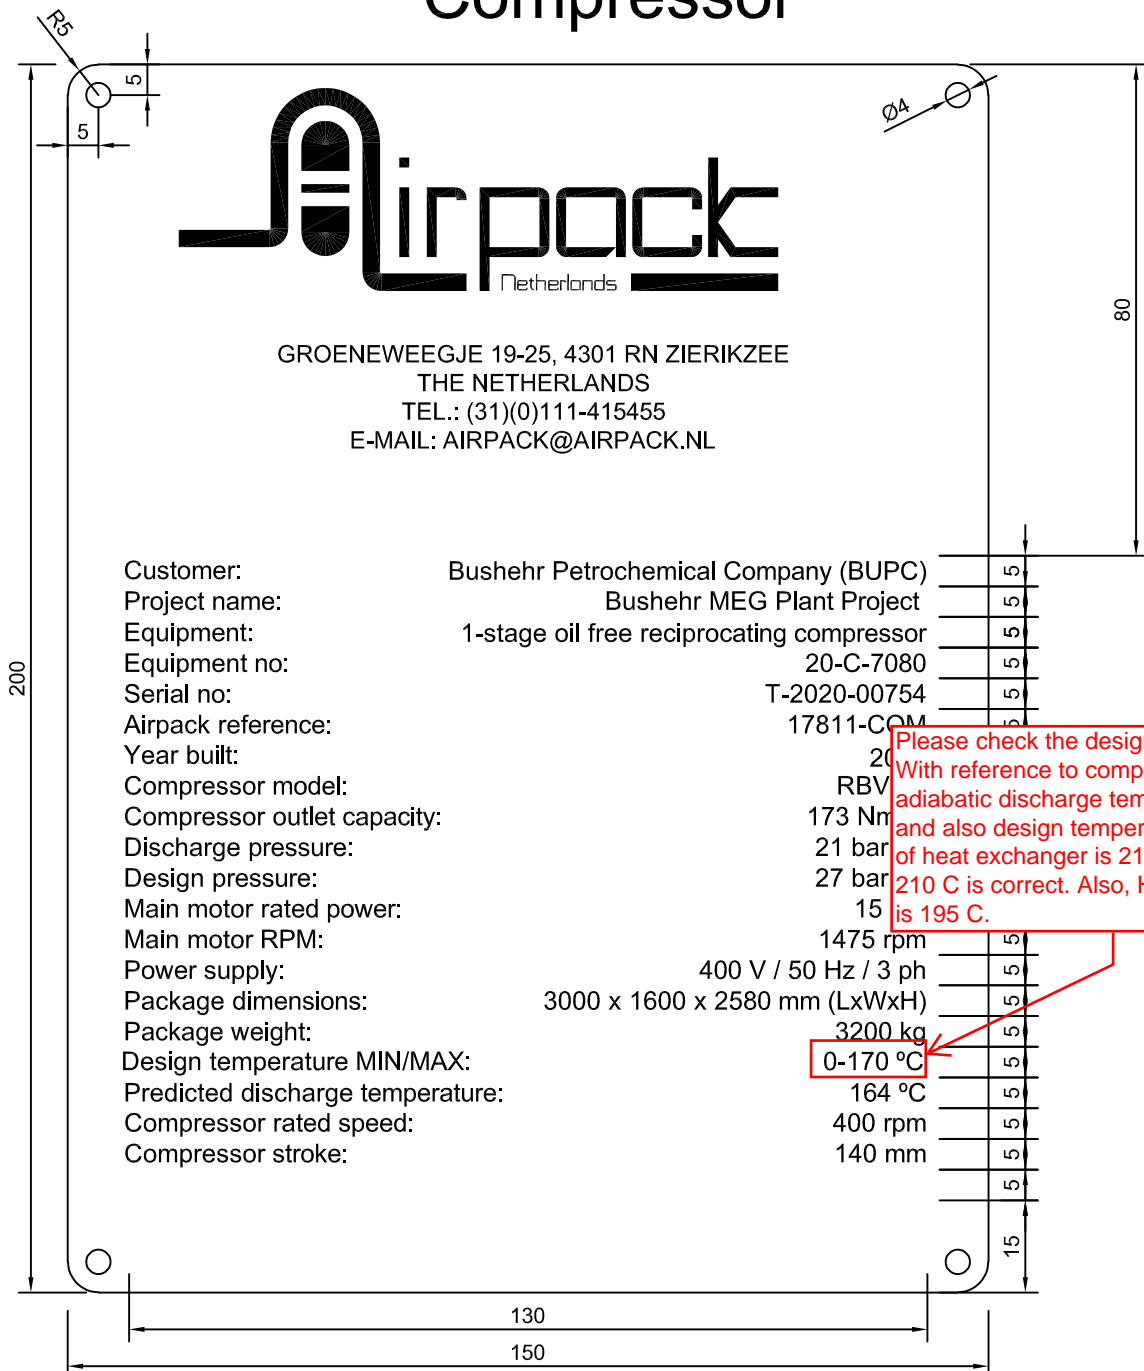 Compressor
R5
5
5
Ø4
Airpack
Netherlands
80
GROENEWEEGJE 19-25, 4301 RN ZIERIKZEE
THE NETHERLANDS
TEL.: (31)(0)111-415455
E-MAIL: AIRPACK@AIRPACK.NL
200
Customer: Bushehr Petrochemical Company (BUPC) 5
Project name: Bushehr MEG Plant Project 5
Equipment: 1-stage oil free reciprocating compressor 5
Equipment no: 20-C-7080 5
Serial no: T-2020-00754 5
Airpack reference: 17811-COM 5
Year built: 20
Compressor model: RBV
Compressor outlet capacity: 173
Discharge pressure: 21 bar
Design pressure: 27 bar
Main motor rated power: 15
Please check the design
With reference to
adiabatic discharge
and also design
of heat exchanger is
210 C is correct. Also,
is 195 C.
Main motor RPM: 1475 rpm 5
Power supply: 400 V / 50 Hz / 3 ph 5
Package dimensions: 3000 x 1600 x 2580 mm (LxWxH) 5
Package weight: 3200 kg 5
Design temperature MIN/MAX: 0-170 ºC 5
Predicted discharge temperature: 164 ºC 5
Compressor rated speed: 400 rpm 5
Compressor stroke: 140 mm 5
5
15
130
150